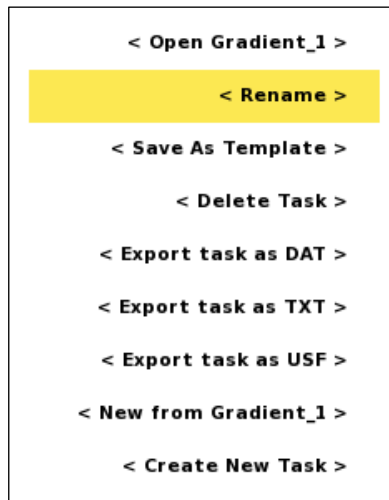 < Open Gradient_1 >
< Rename >
< Save As Template >
< Delete Task >
< Export task as DAT >
< Export task as TXT >
< Export task as USF >
< New from Gradient_1 >
< Create New Task >